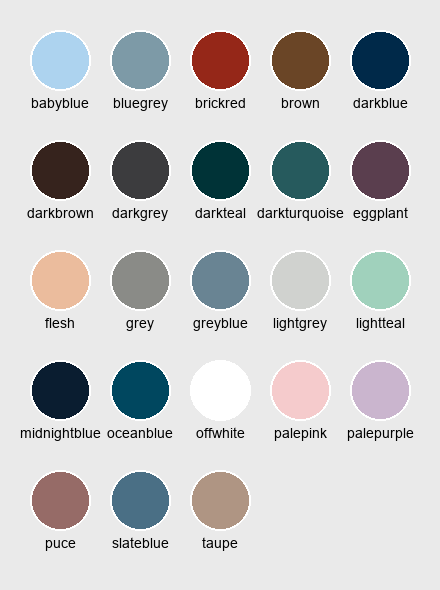 babyblue bluegrey brickred brown darkblue
darkbrown darkgrey darkteal darkturquoise eggplant
flesh grey greyblue lightgrey lightteal
midnightblue oceanblue offwhite palepink palepurple
puce slateblue taupe